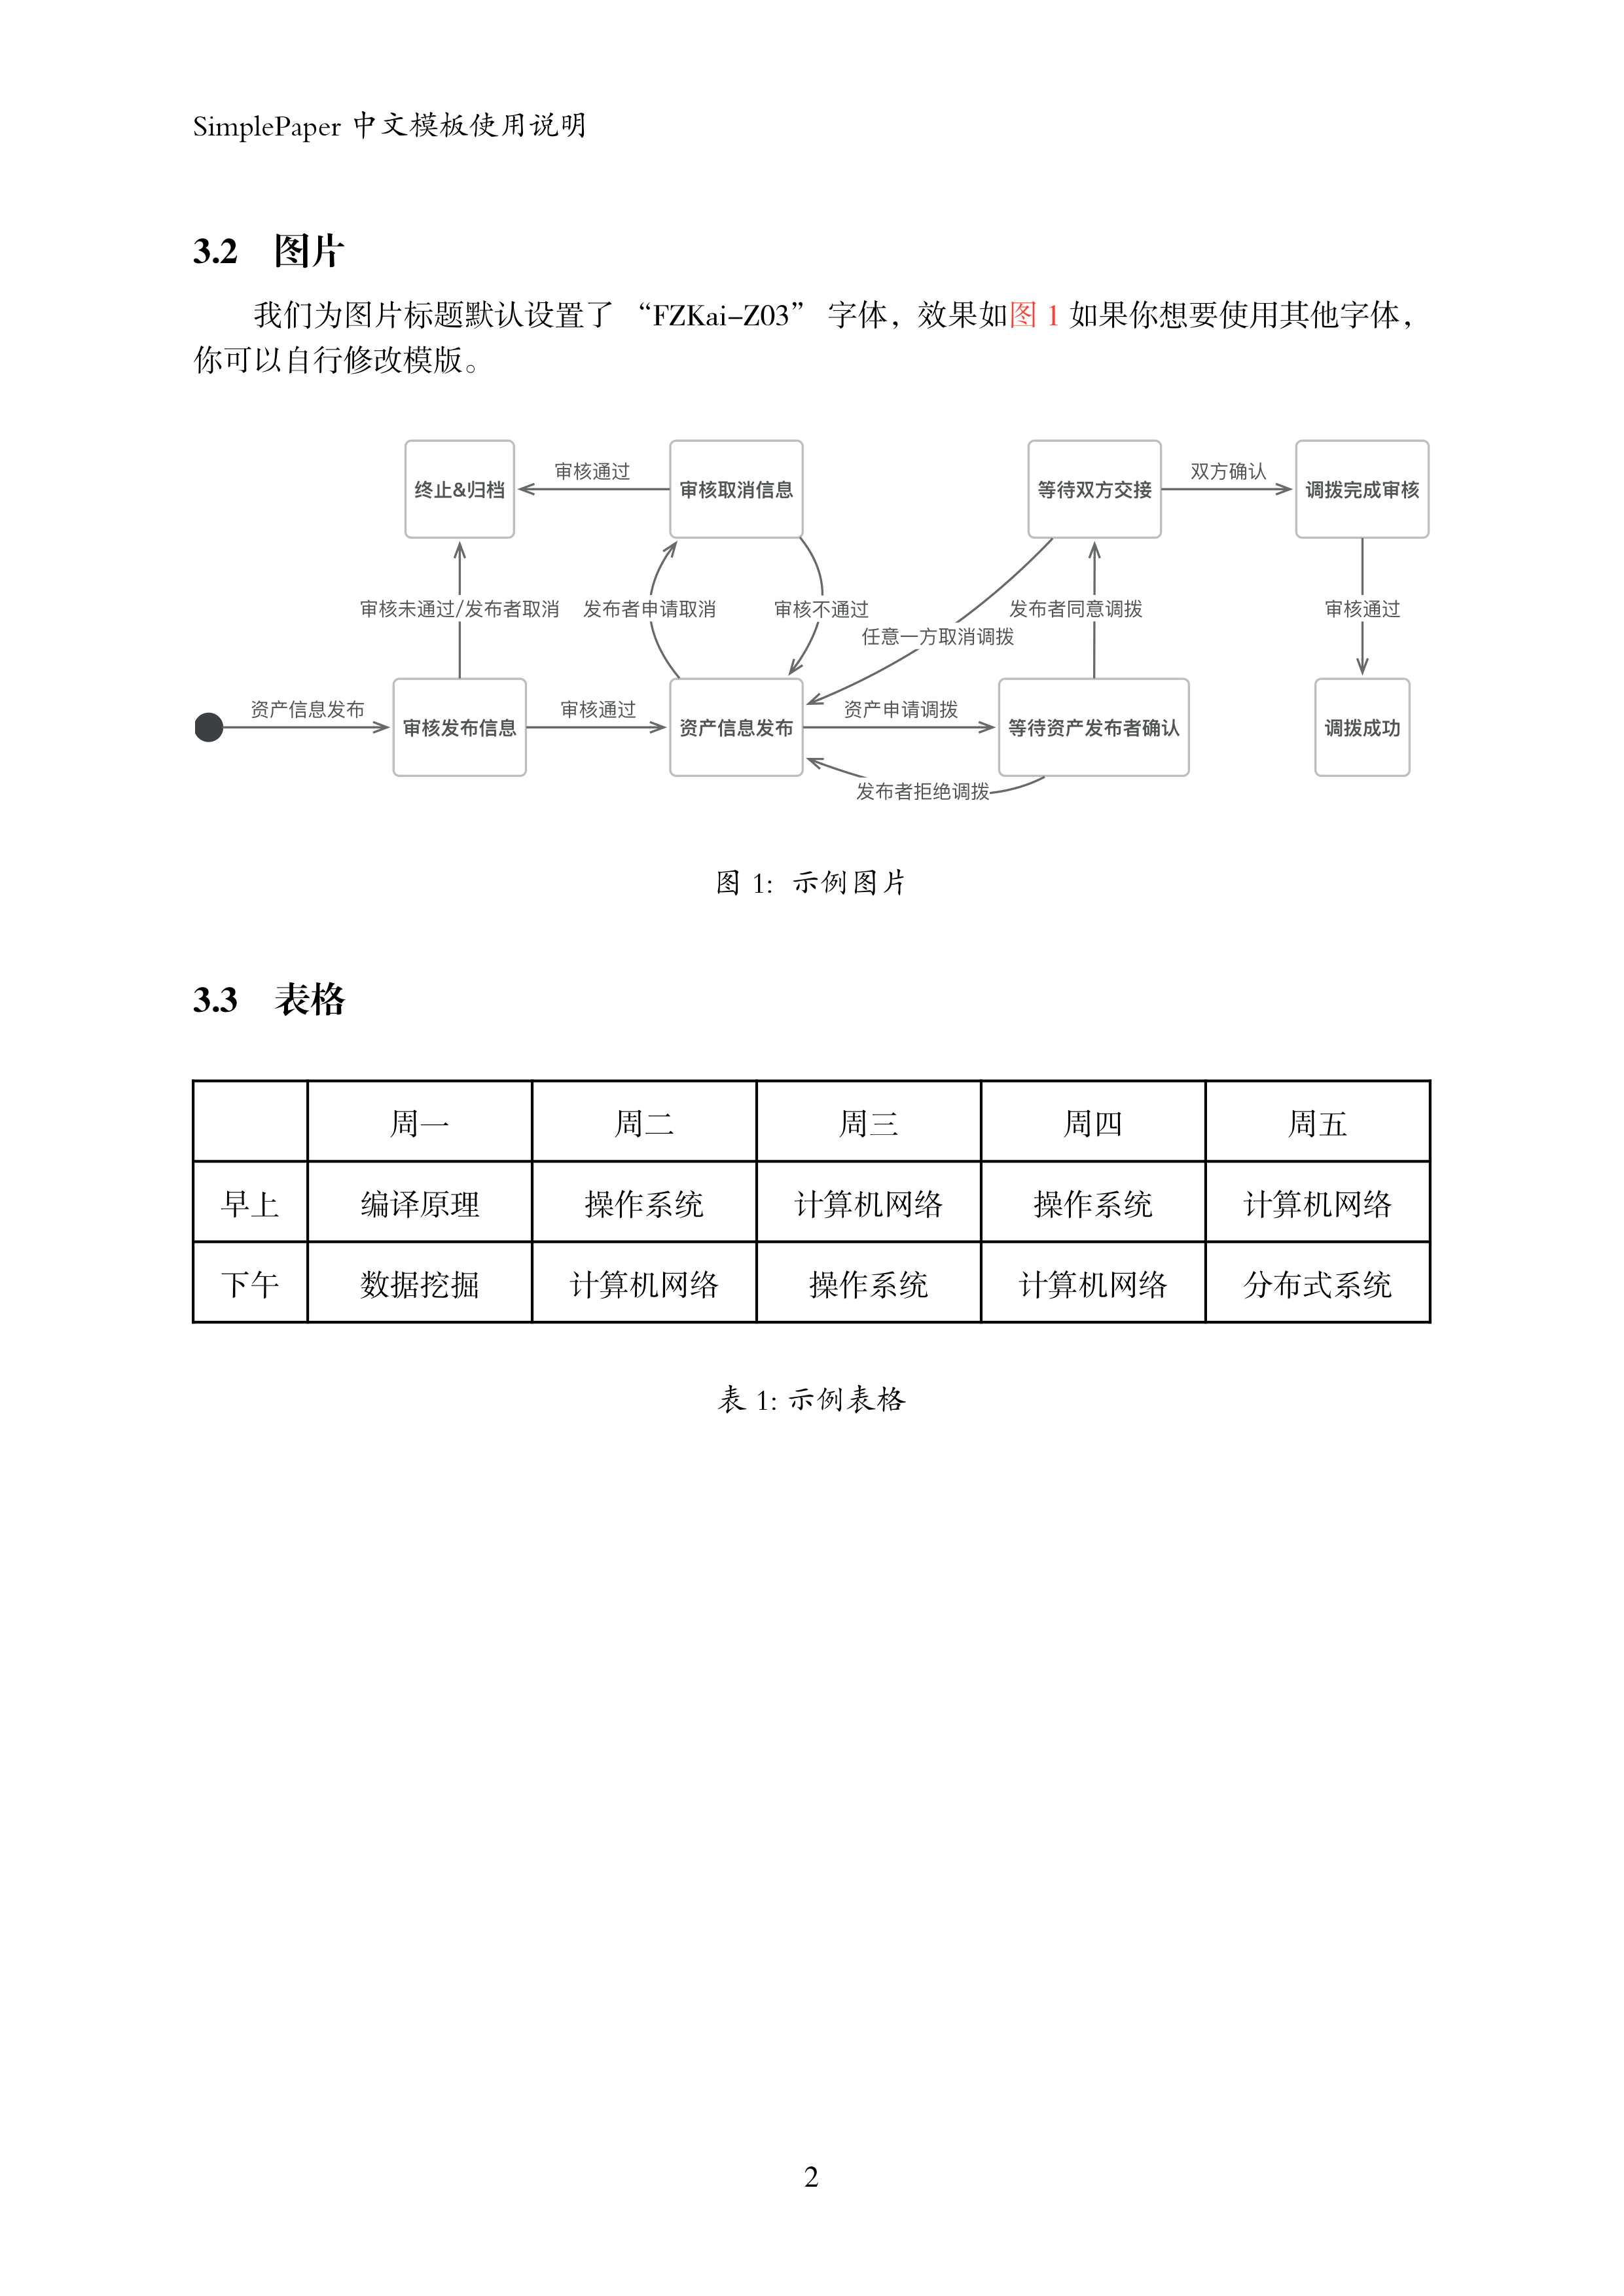 SimplePaper 中文模板使用说明
3.2 图片
我们为图片标题默认设置了 “FZKai-Z03” 字体，效果如图 1 如果你想要使用其他字体，
你可以自行修改模版。
终止&归档
审核通过
审核取消信息
等待双方交接
双方确认
调拨完成审核
审核未通过/发布者取消
发布者申请取消
审核不通过
任意一方取消调拨
发布者同意调拨
审核通过
资产信息发布
审核发布信息
审核通过
资产信息发布
资产申请调拨
等待资产发布者确认
调拨成功
发布者拒绝调拨
图 1: 示例图片
3.3 表格
周一 周二 周三 周四 周五
早上 编译原理 操作系统 计算机网络 操作系统 计算机网络
下午 数据挖掘 计算机网络 操作系统 计算机网络 分布式系统
表 1: 示例表格
2